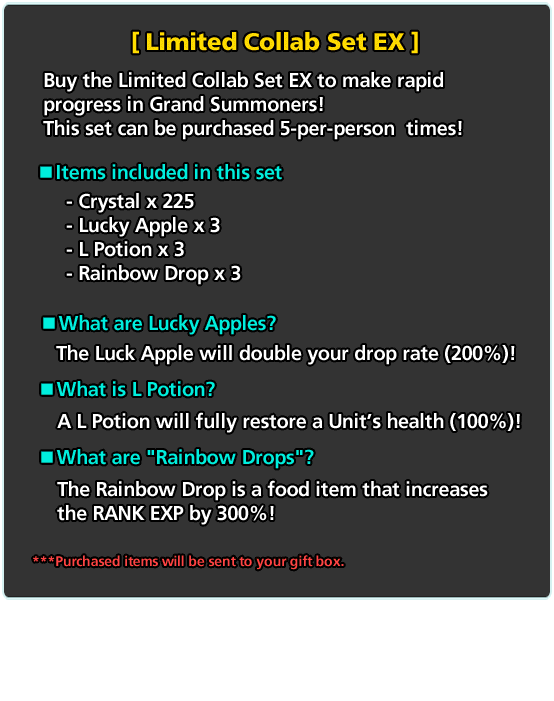 [ Limited Collab Set EX ]
Buy the Limited Collab Set EX to make rapid
progress in Grand Summoners!
This set can be purchased 5-per-person  times!
■Items included in this set
- Crystal x 225
- Lucky Apple x 3
- L Potion x 3
- Rainbow Drop x 3
■What are Lucky Apples?
The Luck Apple will double your drop rate (200%)!
■What is L Potion?
A L Potion will fully restore a Unit’s health (100%)!
■What are "Rainbow Drops"?
The Rainbow Drop is a food item that increases
the RANK EXP by 300%!
***Purchased items will be sent to your gift box.